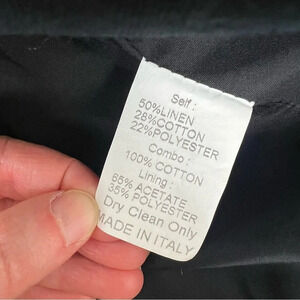 Self :
50%LINEN
28%COTTON
22%POLYESTER
Combo :
100% COTTON
Lining :
65% ACETATE
35% POLYESTER
Dry Clean Only
MADE IN ITALY